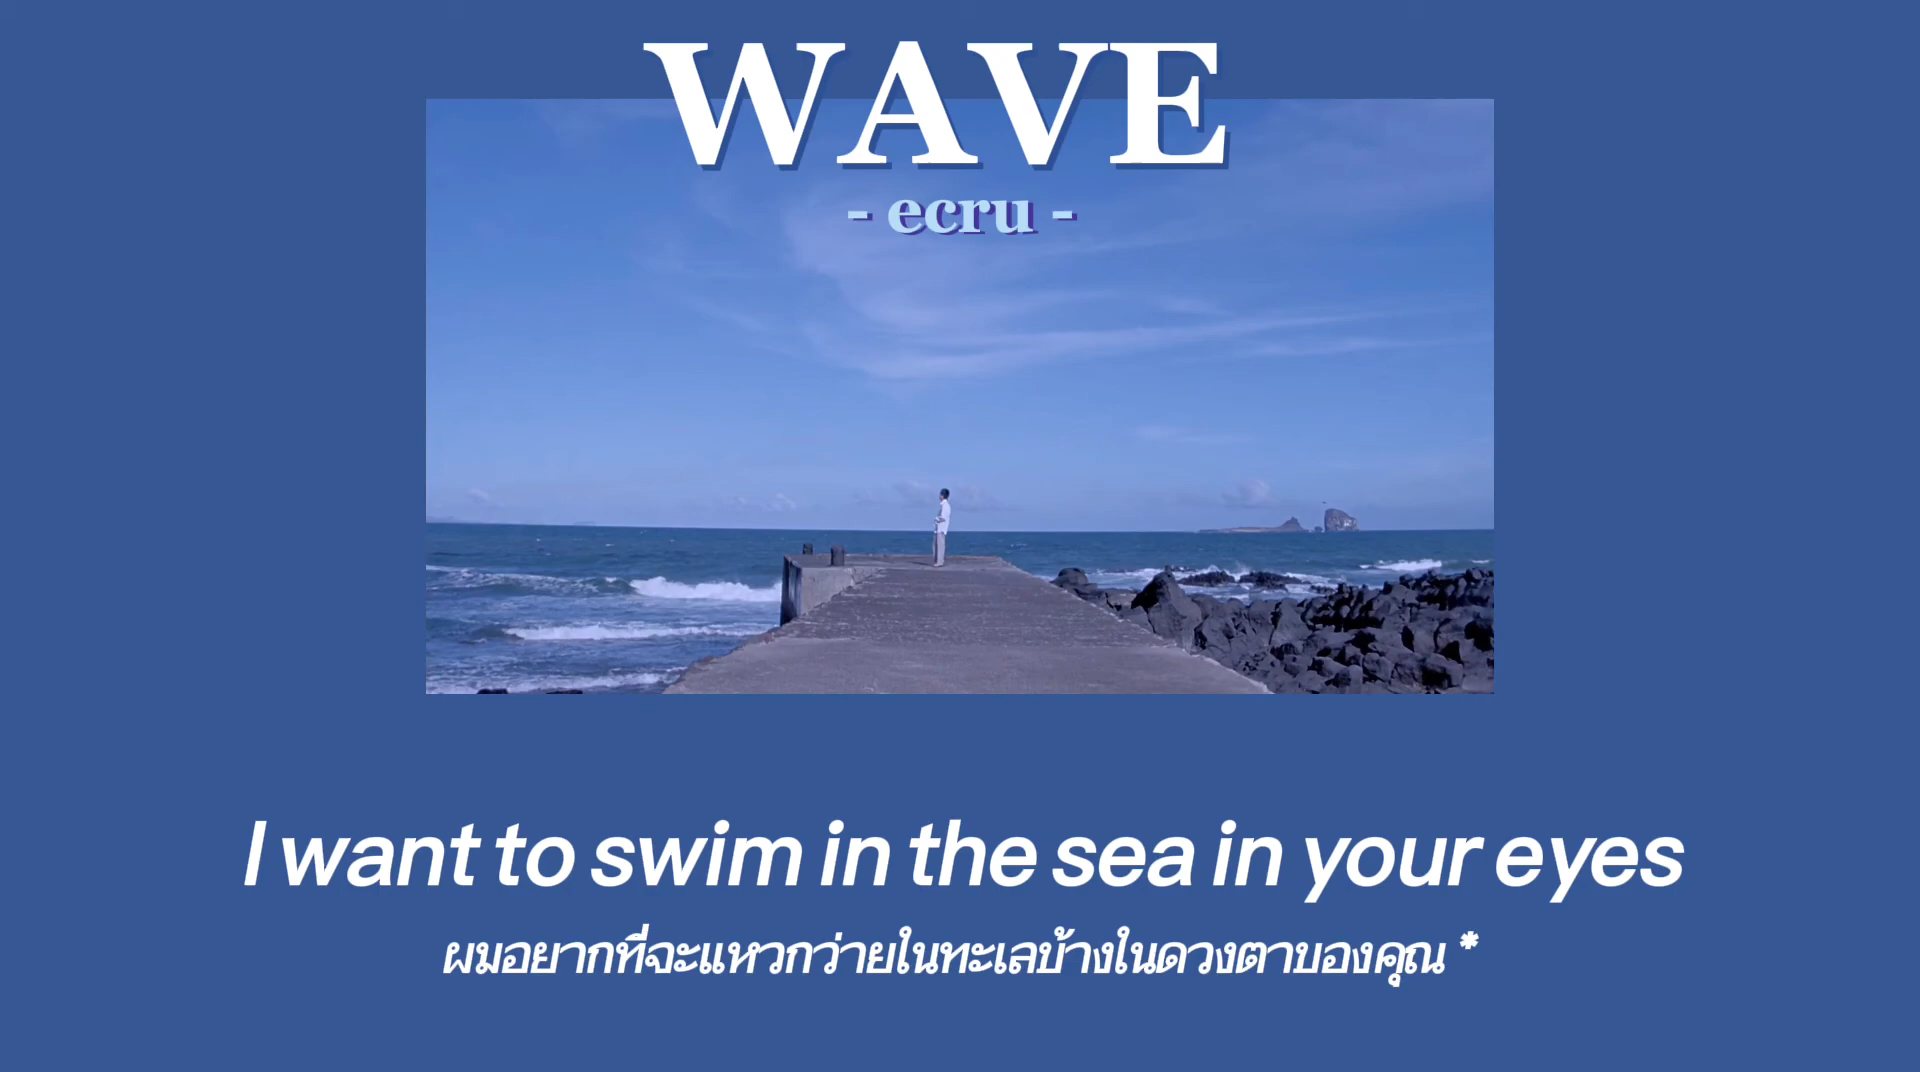 WAVE
- ecru -
I want to swim in the sea in your eyes
ผมอยากที่จะแหวกว่ายในทะเลบ้างในดวงตาบองคุณ *